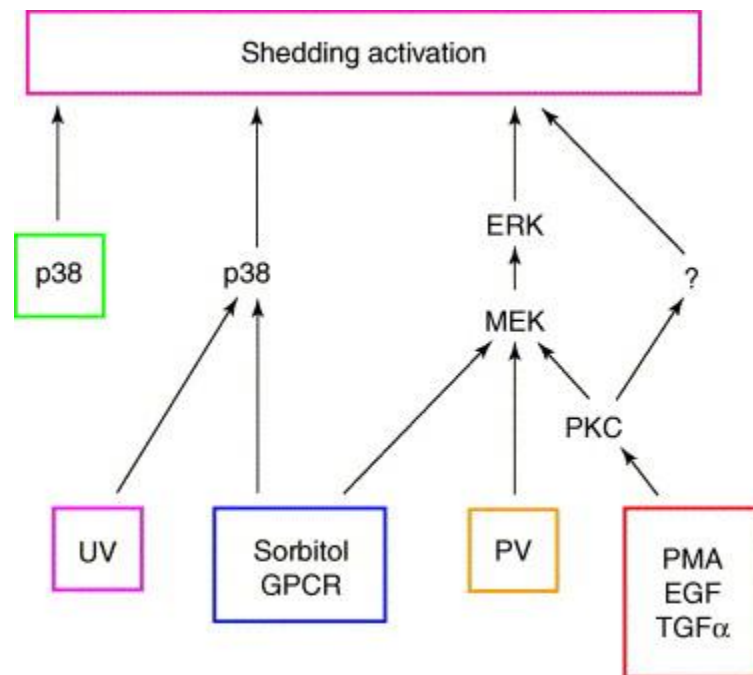 Shedding activation
ERK
p38
p38
?
MEK
PKC
UV
Sorbitol
GPCR
PV
PMA
EGF
TGFα